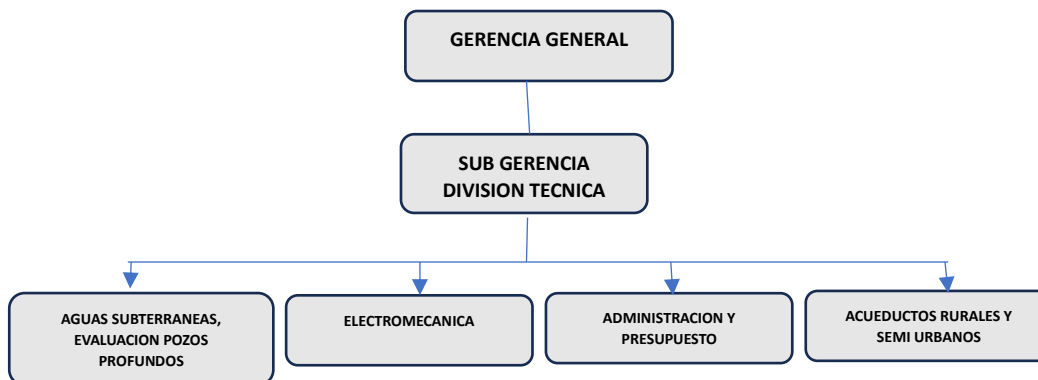 GERENCIA GENERAL
SUB GERENCIA
DIVISION TECNICA
AGUAS SUBTERRANEAS,
EVALUACION POZOS
PROFUNDOS
ELECTROMECANICA
ADMINISTRACION Y
PRESUPUESTO
ACUEDUCTOS RURALES Y
SEMI URBANOS